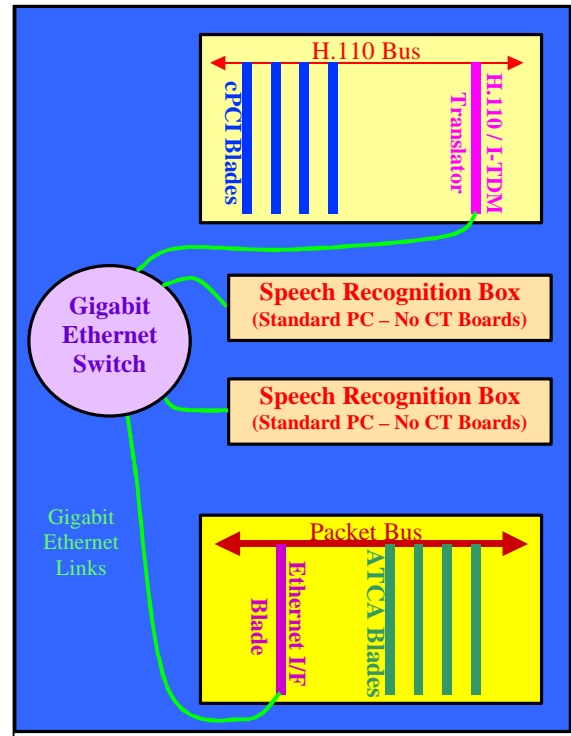 H.110 Bus
cPCI Blades
H.110 / I-TDM
Translator
Gigabit
Ethernet
Switch
Speech Recognition Box
(Standard PC – No CT Boards)
Speech Recognition Box
(Standard PC – No CT Boards)
Gigabit
Ethernet
Links
Packet Bus
Ethernet I/F
Blade
ATCA Blades